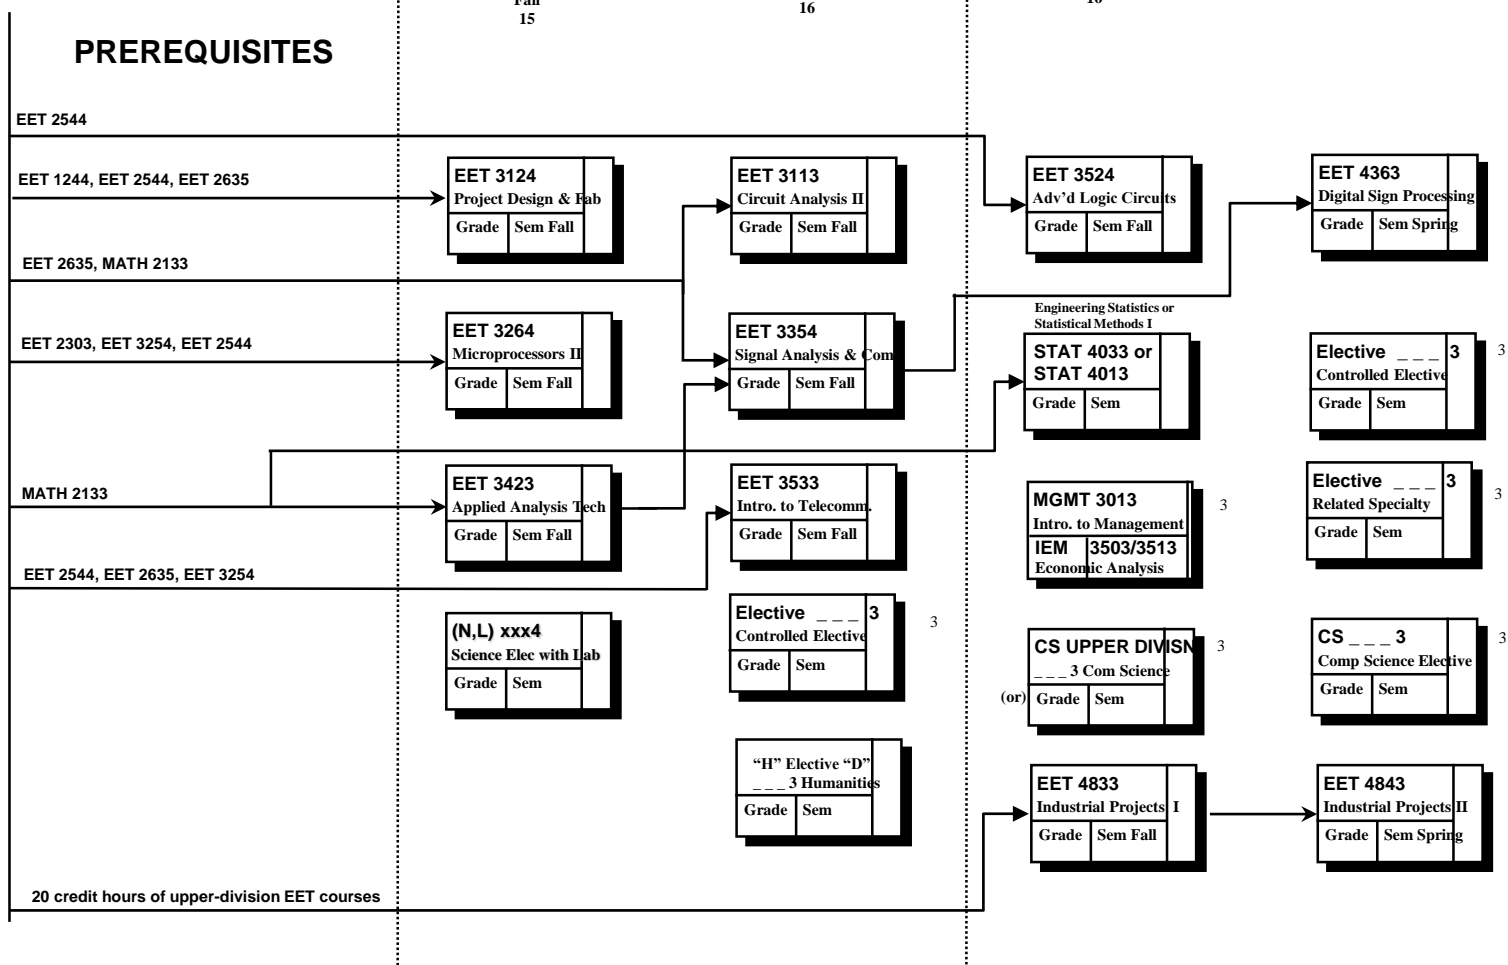 Fall
15
16
16
PREREQUISITES
EET 2544
EET 1244, EET 2544, EET 2635
EET 2635, MATH 2133
EET 2303, EET 3254, EET 2544
MATH 2133
EET 2544, EET 2635, EET 3254
20 credit hours of upper-division EET courses
EET 3124
Project Design & Fab
Grade Sem Fall
EET 3264
Microprocessors II
Grade Sem Fall
EET 3423
Applied Analysis Tech
Grade Sem Fall
(N,L) xxx4
Science Elec with Lab
Grade Sem
EET 3113
Circuit Analysis II
Grade Sem Fall
EET 3354
Signal Analysis & Com
Grade Sem Fall
EET 3533
Intro. to Telecomm.
Grade Sem Fall
Elective _ _ _ 3
Controlled Elective
Grade Sem
3
“H” Elective “D”
_ _ _ 3 Humanities
Grade Sem
EET 3524
Adv’d Logic Circuits
Grade Sem Fall
Engineering Statistics or
Statistical Methods I
STAT 4033 or
STAT 4013
Grade Sem
MGMT 3013
Intro. to Management
IEM 3503/3513
Economic Analysis
3
CS UPPER DIVISN
_ _ _ 3 Com Science
(or) Grade Sem
3
EET 4833
Industrial Projects I
Grade Sem Fall
EET 4363
Digital Sign Processing
Grade Sem Spring
Elective _ _ _ 3
Controlled Elective
Grade Sem
3
Elective _ _ _ 3
Related Specialty
Grade Sem
3
CS _ _ _ 3
Comp Science Elective
Grade Sem
3
EET 4843
Industrial Projects II
Grade Sem Spring